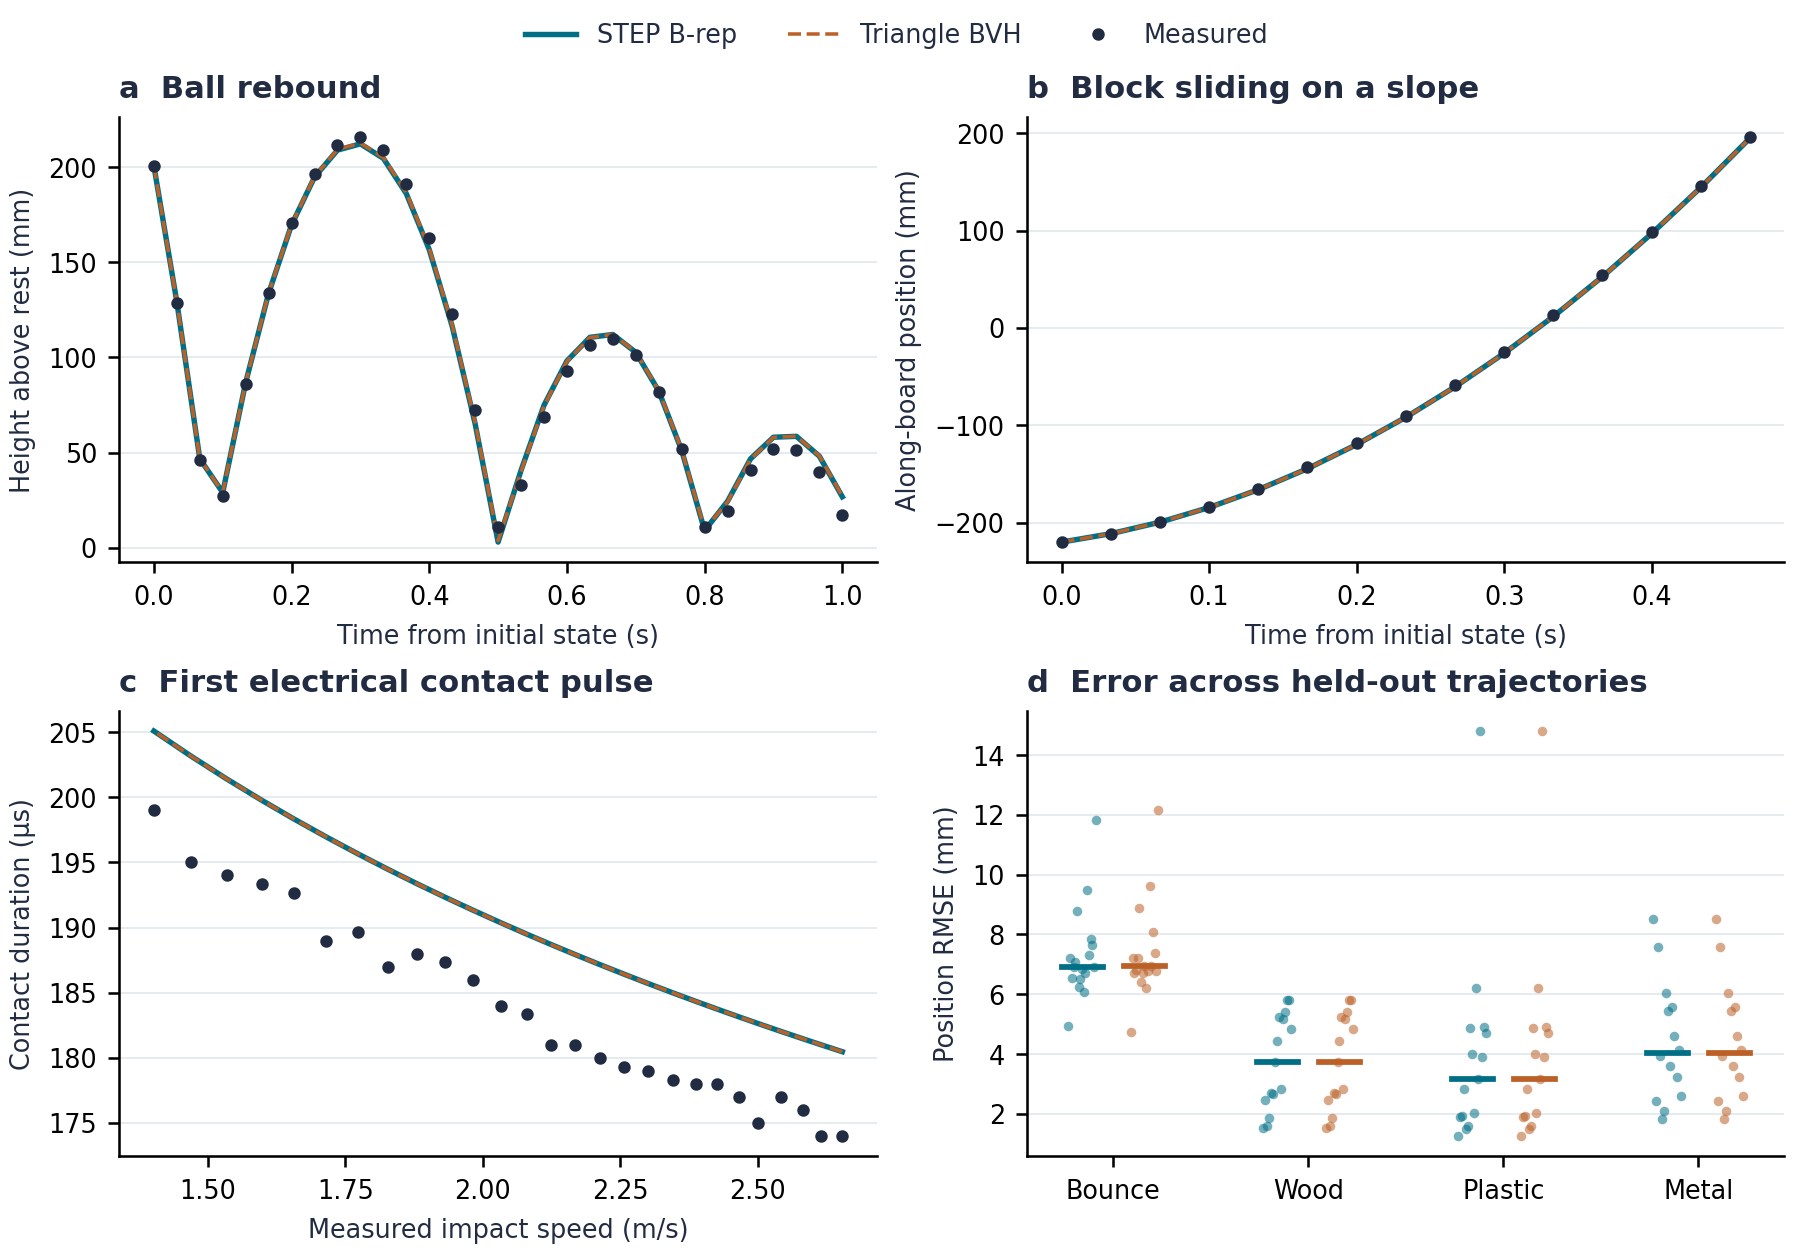 STEP B-rep Triangle BVH Measured
a Ball rebound
Height above rest (mm)
200
150
100
50
0
0.0 0.2 0.4 0.6 0.8 1.0
Time from initial state (s)
b Block sliding on a slope
Along-board position (mm)
200
100
0
−100
−200
0.0 0.1 0.2 0.3 0.4
Time from initial state (s)
c First electrical contact pulse
Contact duration (µs)
205
200
195
190
185
180
175
1.50 1.75 2.00 2.25 2.50
Measured impact speed (m/s)
d Error across held-out trajectories
Position RMSE (mm)
14
12
10
8
6
4
2
Bounce Wood Plastic Metal